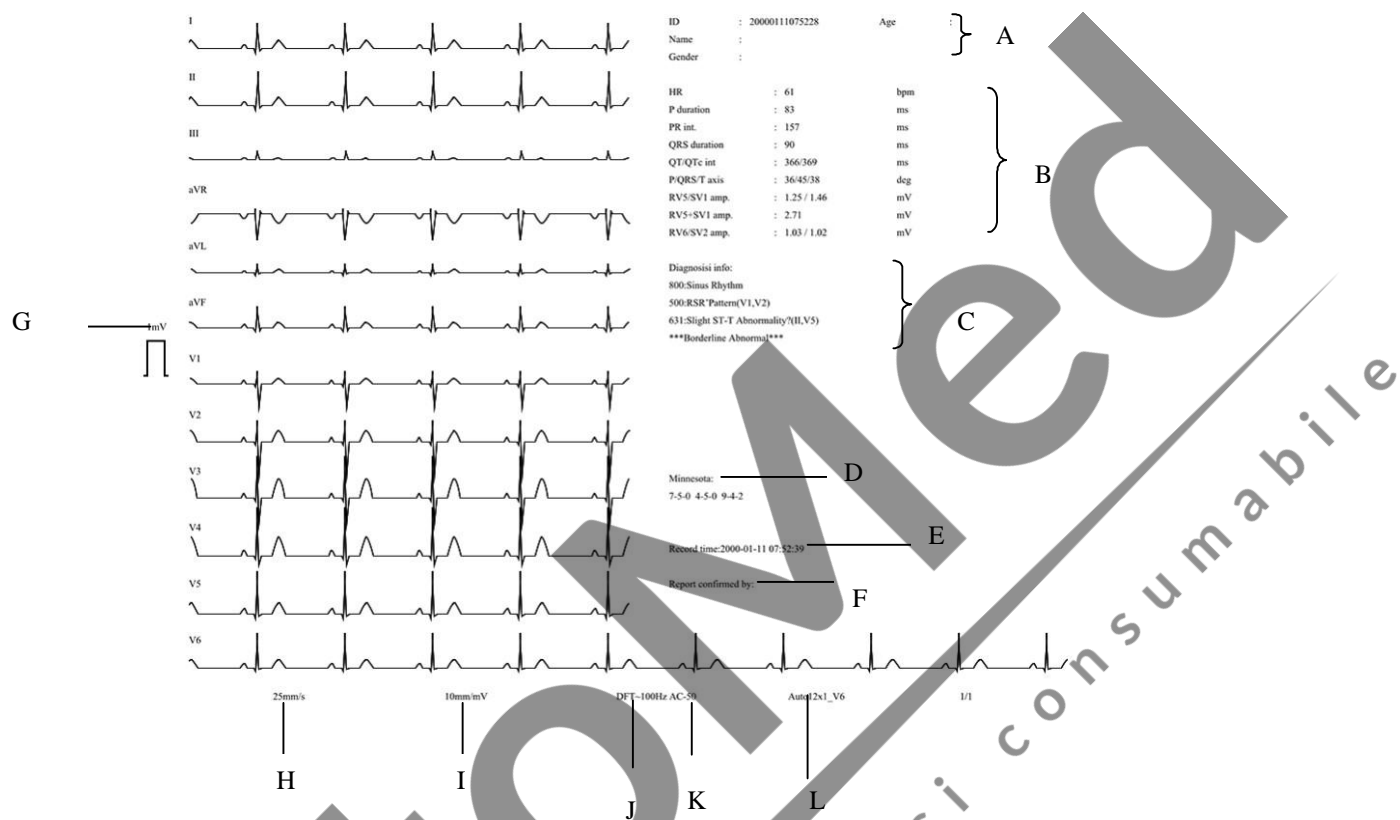 I
II
III
aVR
aVL
aVF
G
1mV
V1
V2
V3
V4
V5
V6
ID : 20000111075228 Age :
Name :
Gender :
A
HR : 61 bpm
P duration : 83 ms
PR int. : 157 ms
QRS duration : 90 ms
QT/QTc int : 366/369 ms
P/QRS/T axis : 36/45/38 deg
RV5/SV1 amp. : 1.25 / 1.46 mV
RV5+SV1 amp. : 2.71 mV
RV6/SV2 amp. : 1.03 / 1.02 mV
B
Diagnosisi info:
800:Sinus Rhythm
500:RSR'Pattern(V1,V2)
631:Slight ST-T Abnormality?(II,V5)
***Borderline Abnormal***
C
Minnesota: D
7-5-0 4-5-0 9-4-2
Record time:2000-01-11 07:52:39 E
Report confirmed by: F
25mm/s 10mm/mV DFT~100Hz AC-50 Auto12x1_V6 1/1
H I J K L
oMed
si consumabile